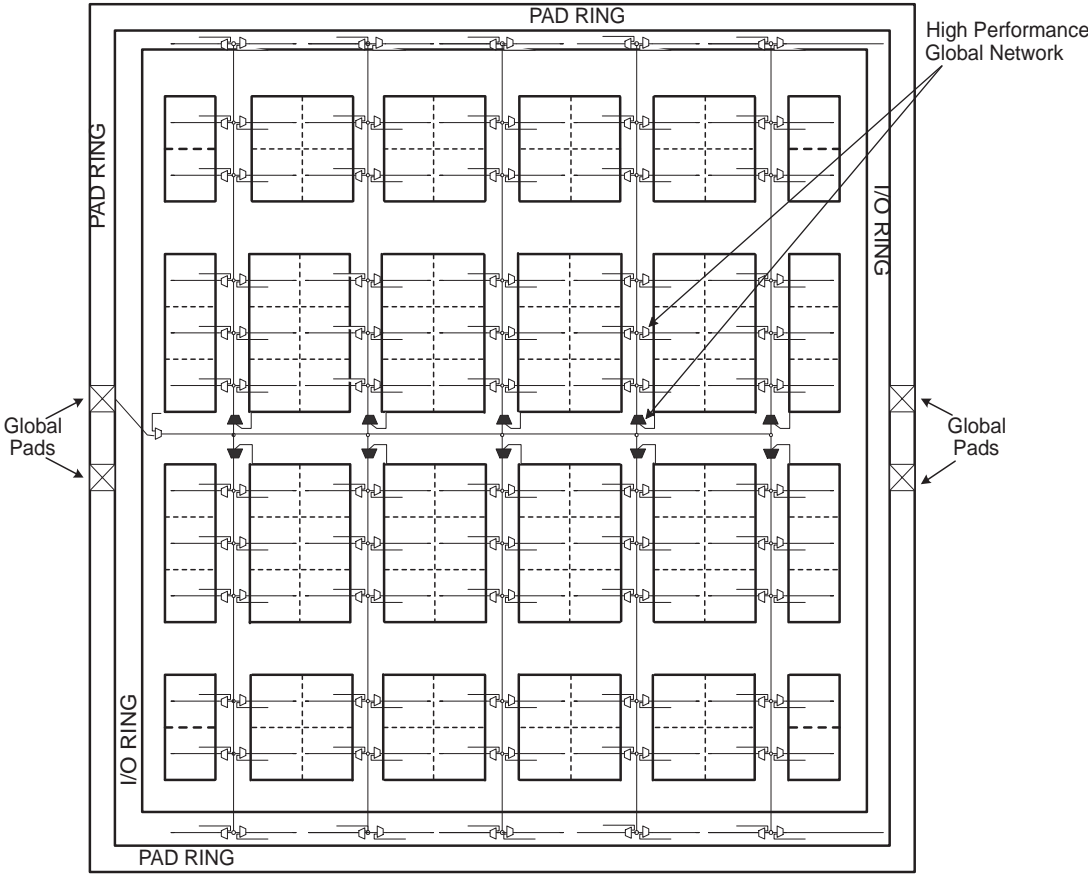 PAD RING
High Performance
Global Network
PAD RING
I/O RING
Global
Pads
Global
Pads
I/O RING
PAD RING